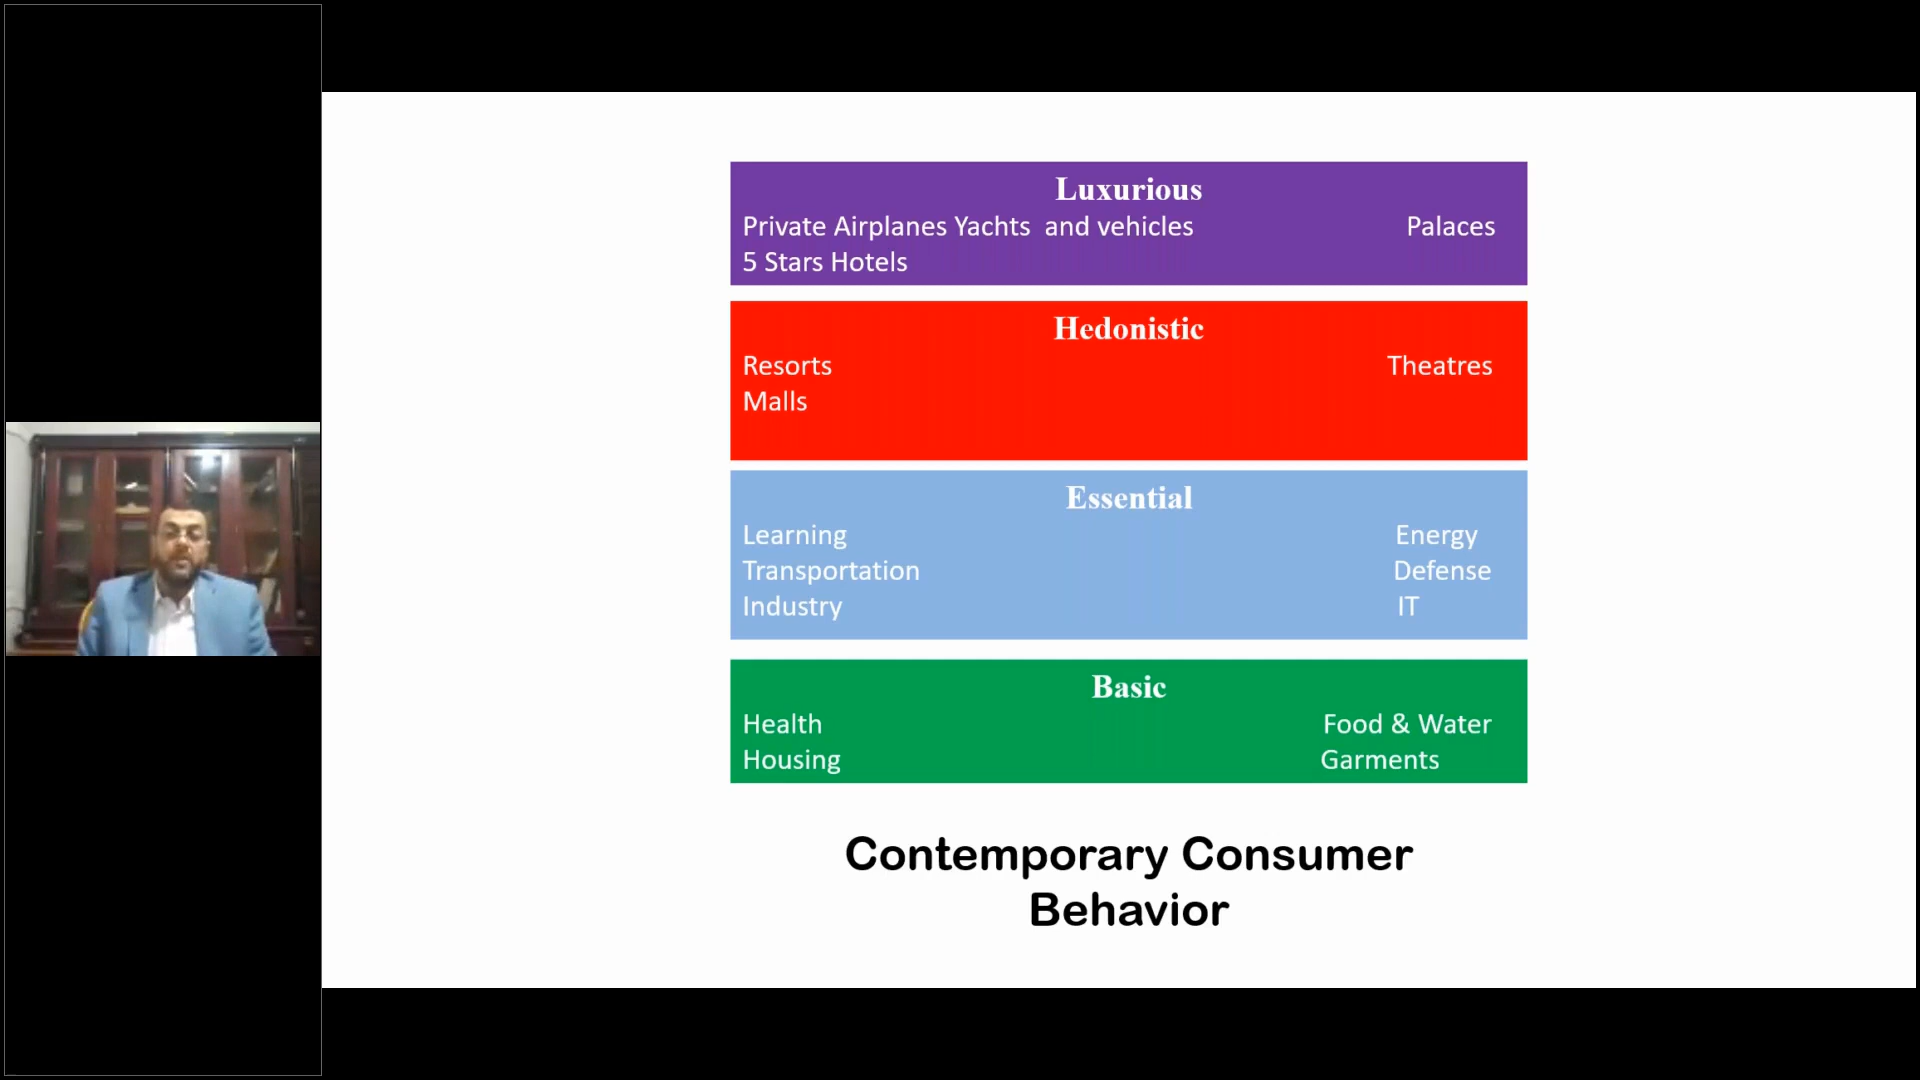 Luxurious
Private Airplanes Yachts  and vehicles Palaces
5 Stars Hotels
Hedonistic
Resorts Theatres
Malls
Essential
Learning Energy
Transportation Defense
Industry IT
Basic
Health Food & Water
Housing Garments
Contemporary Consumer
Behavior